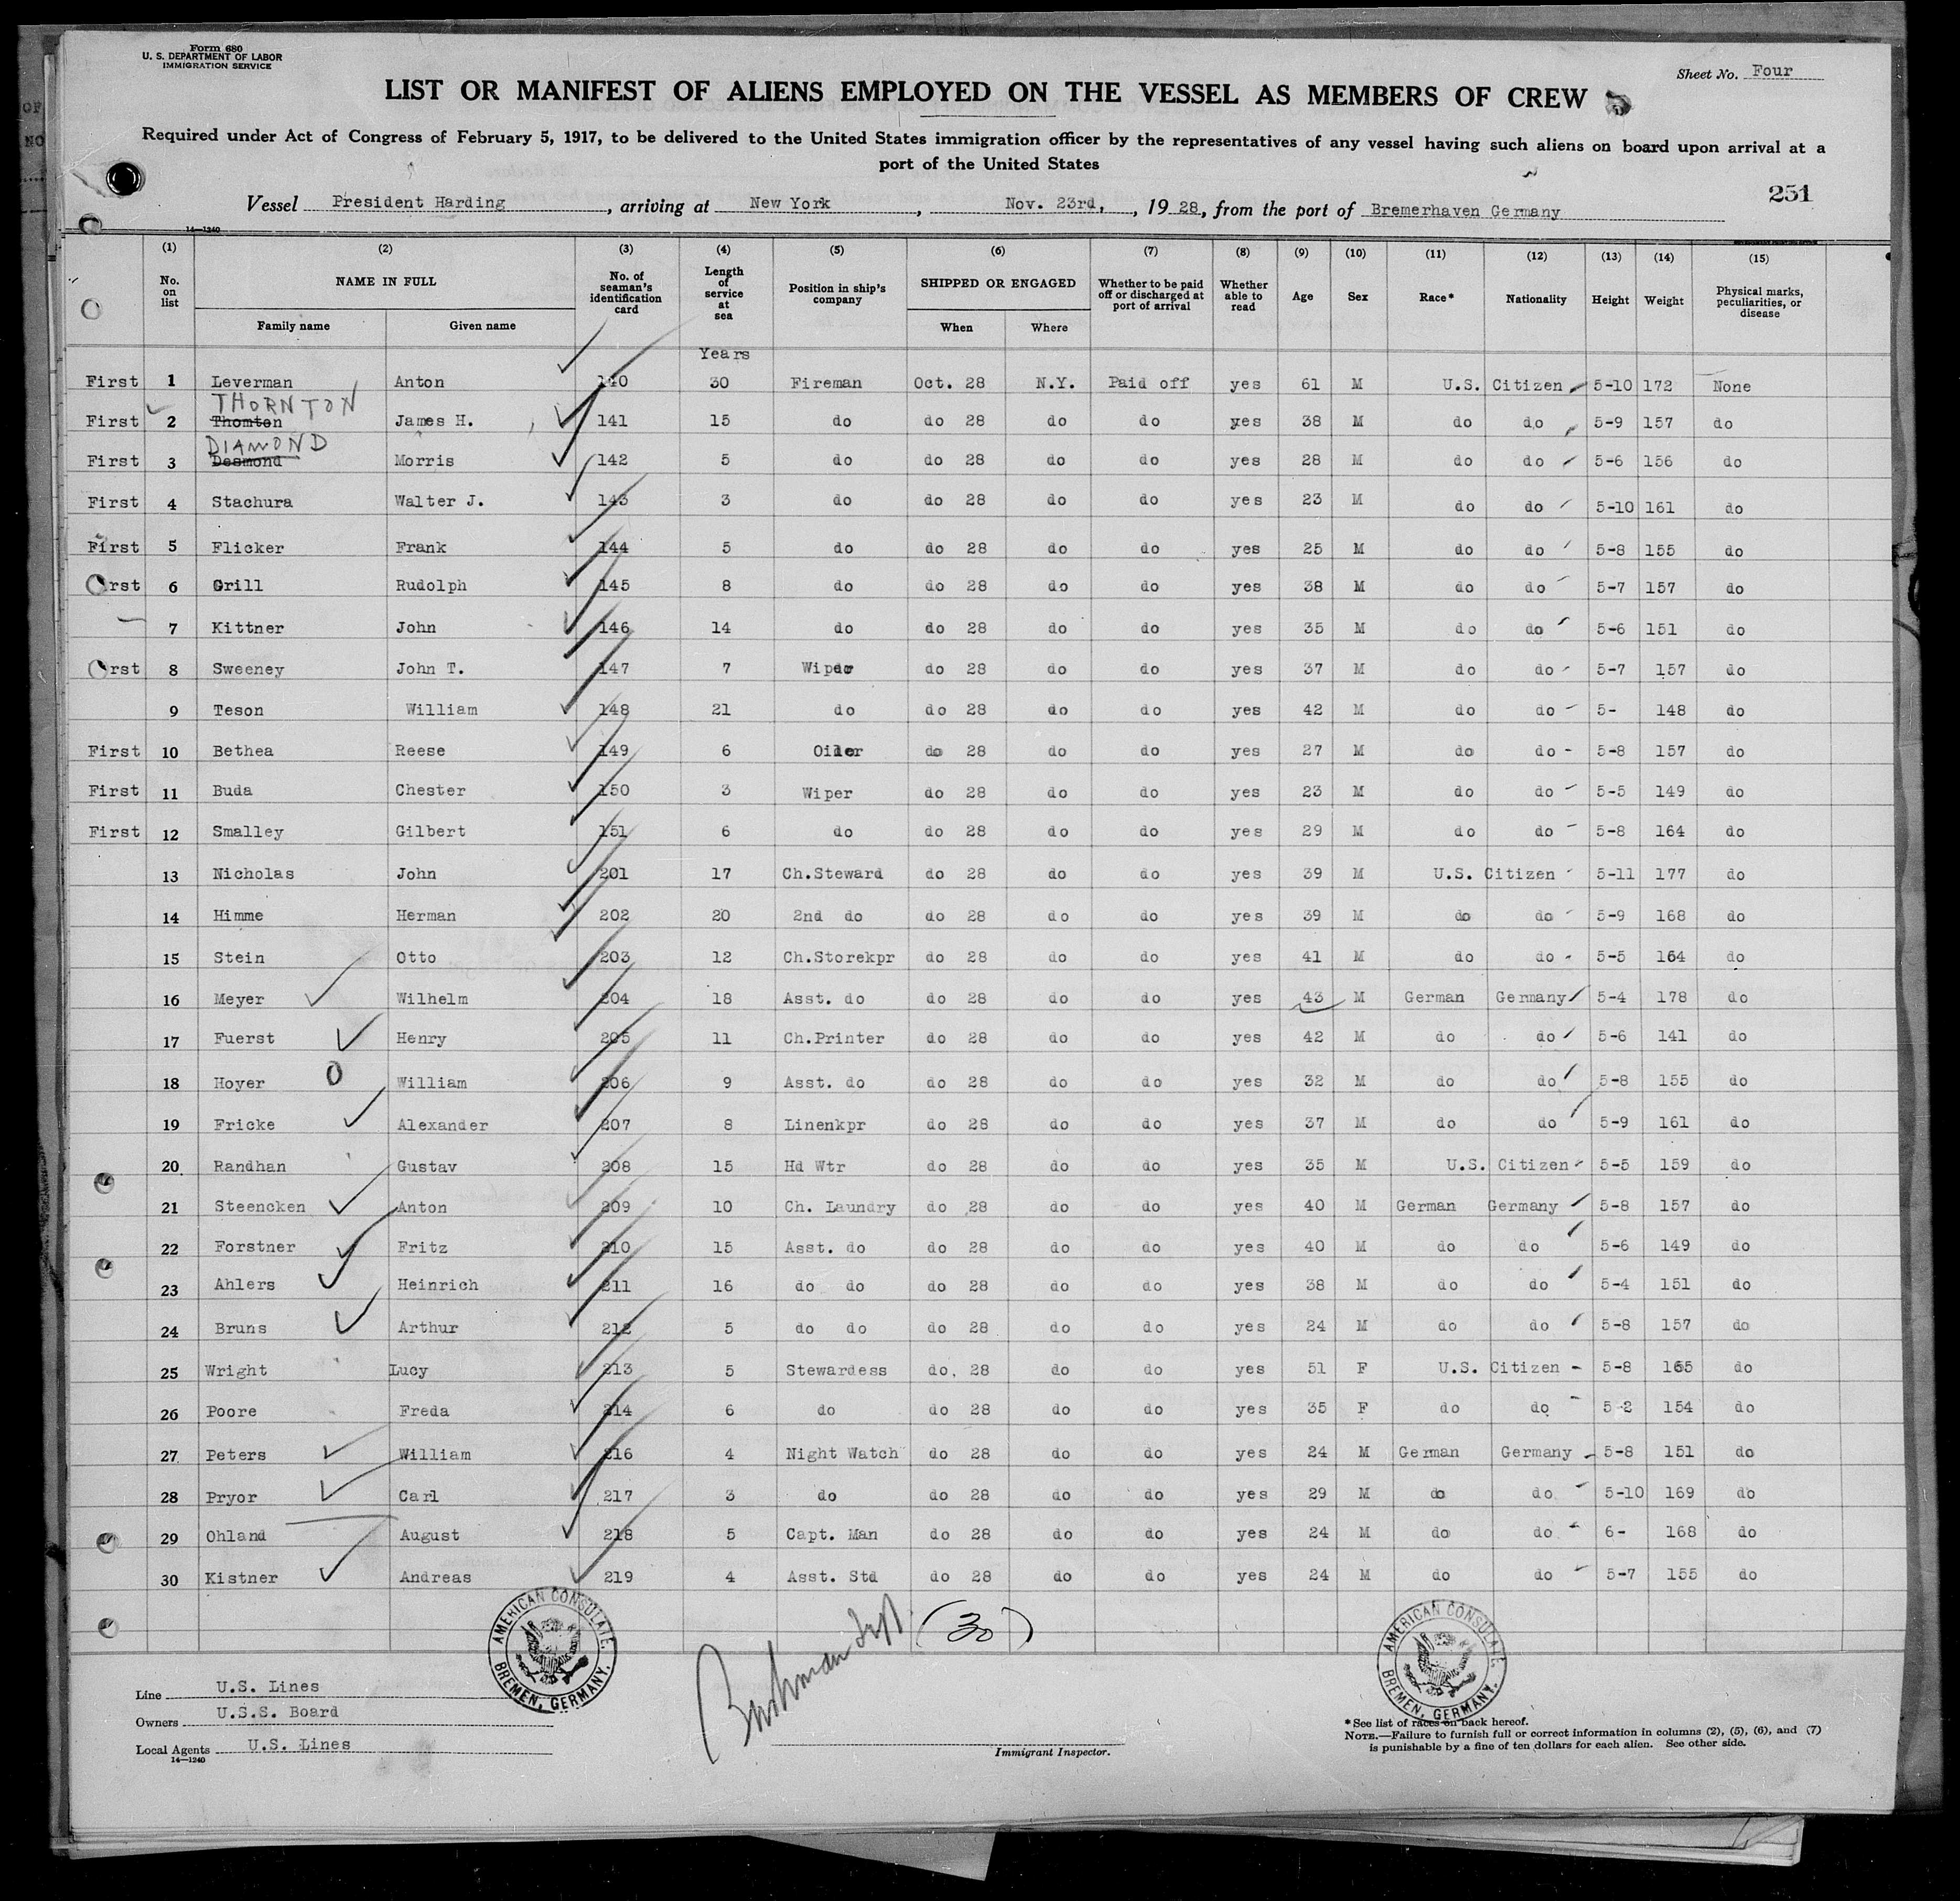 Form 680
U. S. DEPARTMENT OF LABOR
IMMIGRATION SERVICE
Sheet No. Four
LIST OR MANIFEST OF ALIENS EMPLOYED ON THE VESSEL AS MEMBERS OF CREW
Required under Act of Congress of February 5, 1917, to be delivered to the United States immigration officer by the representatives of any vessel having such aliens on board upon arrival at a
port of the United States
251
Vessel President Harding, arriving at New York, Nov. 23rd, , 1928, from the port of Bremerhaven Germany
14—1240
(1) (2) (3) (4) (5) (6) (7) (8) (9) (10) (11) (12) (13) (14) (15)
No. on list NAME IN FULL Family name Given name No. of seaman's identification card Length of service at sea Position in ship's company SHIPPED OR ENGAGED When Where Whether to be paid off or discharged at port of arrival Whether able to read Age Sex Race* Nationality Height Weight Physical marks, peculiarities, or disease
Years
First 1 Leverman Anton 140 30 Fireman Oct. 28 N.Y. Paid off yes 61 M U.S. Citizen 5-10 172 None
THORNTON
First 2 Thomton James H. 141 15 do do 28 do do yes 38 M do do 5-9 157 do
DIAMOND
First 3 Desmond Morris 142 5 do do 28 do do yes 28 M do do 5-6 156 do
First 4 Stachura Walter J. 143 3 do do 28 do do yes 23 M do do 5-10 161 do
First 5 Flicker Frank 144 5 do do 28 do do yes 25 M do do 5-8 155 do
rst 6 Grill Rudolph 145 8 do do 28 do do yes 38 M do do 5-7 157 do
7 Kittner John 146 14 do do 28 do do yes 35 M do do 5-6 151 do
rst 8 Sweeney John T. 147 7 Wiper do 28 do do yes 37 M do do 5-7 157 do
9 Teson William 148 21 do do 28 do do yes 42 M do do 5- 148 do
First 10 Bethea Reese 149 6 Oiler do 28 do do yes 27 M do do 5-8 157 do
First 11 Buda Chester 150 3 Wiper do 28 do do yes 23 M do do 5-5 149 do
First 12 Smalley Gilbert 151 6 do do 28 do do yes 29 M do do 5-8 164 do
13 Nicholas John 201 17 Ch.Steward do 28 do do yes 39 M U.S. Citizen 5-11 177 do
14 Himme Herman 202 20 2nd do do 28 do do yes 39 M do do 5-9 168 do
15 Stein Otto 203 12 Ch.Storekpr do 28 do do yes 41 M do do 5-5 164 do
16 Meyer Wilhelm 204 18 Asst. do do 28 do do yes 43 M German Germany 5-4 178 do
17 Fuerst Henry 205 11 Ch.Printer do 28 do do yes 42 M do do 5-6 141 do
18 Hoyer O William 206 9 Asst. do do 28 do do yes 32 M do do 5-8 155 do
19 Fricke Alexander 207 8 Linenkpr do 28 do do yes 37 M do do 5-9 161 do
20 Randhan Gustav 208 15 Hd Wtr do 28 do do yes 35 M U.S. Citizen 5-5 159 do
21 Steencken Anton 209 10 Ch. Laundry do 28 do do yes 40 M German Germany 5-8 157 do
22 Forstner Fritz 210 15 Asst. do do 28 do do yes 40 M do do 5-6 149 do
23 Ahlers Heinrich 211 16 do do do 28 do do yes 38 M do do 5-4 151 do
24 Bruns Arthur 212 5 do do do 28 do do yes 24 M do do 5-8 157 do
25 Wright Lucy 213 5 Stewardess do. 28 do do yes 51 F U.S. Citizen 5-8 165 do
26 Poore Freda 214 6 do do 28 do do yes 35 F do do 5-2 154 do
27 Peters William 216 4 Night Watch do 28 do do yes 24 M German Germany 5-8 151 do
28 Pryor Carl 217 3 do do 28 do do yes 29 M do do 5-10 169 do
29 Ohland August 218 5 Capt. Man do 28 do do yes 24 M do do 6- 168 do
30 Kistner Andreas 219 4 Asst. Std do 28 do do yes 24 M do do 5-7 155 do
(30)
AMERICAN CONSULATE. BREMEN, GERMANY.
AMERICAN CONSULATE. BREMEN, GERMANY.
Line U.S. Lines
Owners U.S.S. Board
Local Agents U.S. Lines
14—1240
Immigrant Inspector.
*See list of races on back hereof.
NOTE.—Failure to furnish full or correct information in columns (2), (5), (6), and (7)
is punishable by a fine of ten dollars for each alien. See other side.